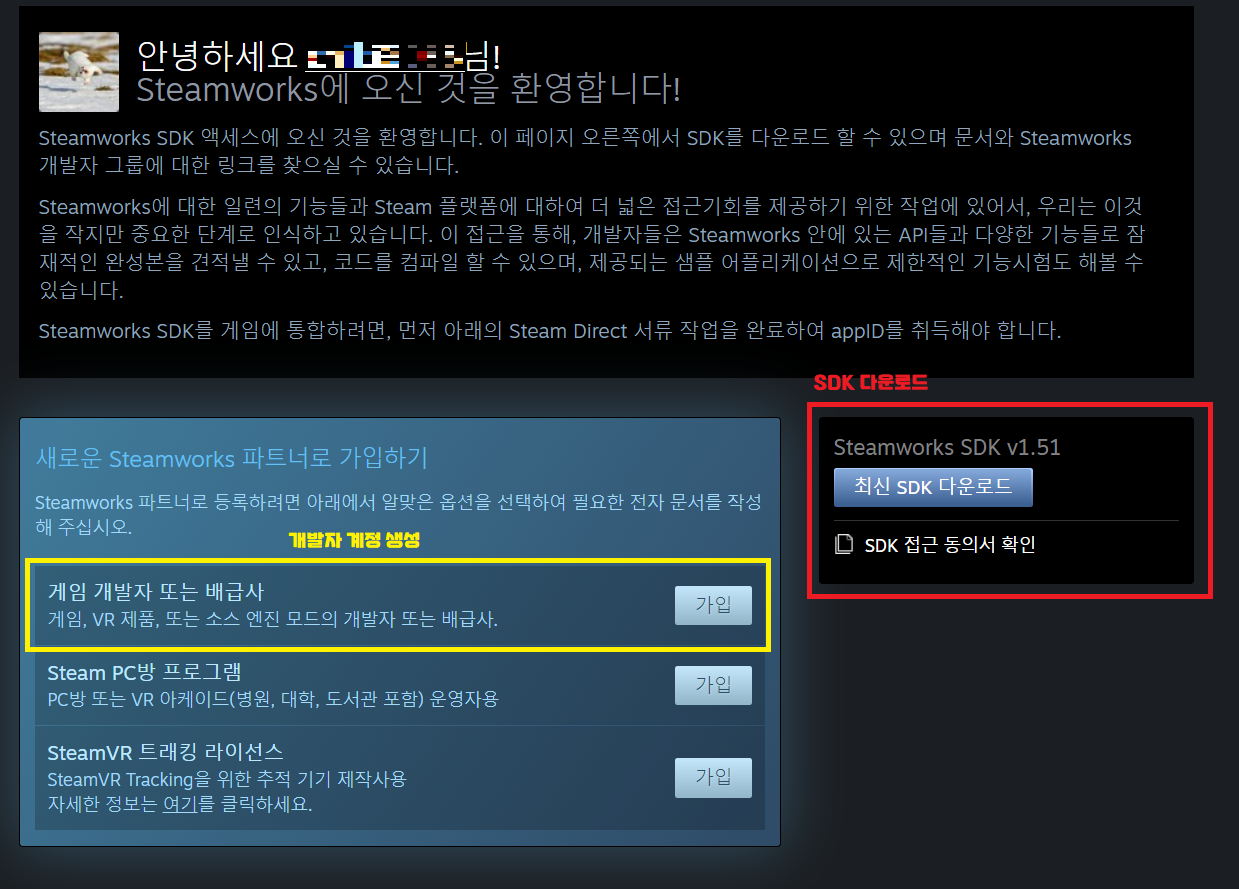 안녕하세요 님!
Steamworks에 오신 것을 환영합니다!
Steamworks SDK 액세스에 오신 것을 환영합니다. 이 페이지 오른쪽에서 SDK를 다운로드 할 수 있으며 문서와 Steamworks
개발자 그룹에 대한 링크를 찾으실 수 있습니다.
Steamworks에 대한 일련의 기능들과 Steam 플랫폼에 대하여 더 넓은 접근기회를 제공하기 위한 작업에 있어서, 우리는 이것
을 작지만 중요한 단계로 인식하고 있습니다. 이 접근을 통해, 개발자들은 Steamworks 안에 있는 API들과 다양한 기능들로 잠
재적인 완성본을 견적낼 수 있고, 코드를 컴파일 할 수 있으며, 제공되는 샘플 어플리케이션으로 제한적인 기능시험도 해볼 수
있습니다.
Steamworks SDK를 게임에 통합하려면, 먼저 아래의 Steam Direct 서류 작업을 완료하여 appID를 취득해야 합니다.
SDK 다운로드
Steamworks SDK v1.51
최신 SDK 다운로드
SDK 접근 동의서 확인
새로운 Steamworks 파트너로 가입하기
Steamworks 파트너로 등록하려면 아래에서 알맞은 옵션을 선택하여 필요한 전자 문서를 작성
해 주십시오.
개발자 계정 생성
게임 개발자 또는 배급사
게임, VR 제품, 또는 소스 엔진 모드의 개발자 또는 배급사.
가입
Steam PC방 프로그램
PC방 또는 VR 아케이드(병원, 대학, 도서관 포함) 운영자용
가입
SteamVR 트래킹 라이선스
SteamVR Tracking을 위한 추적 기기 제작사용
자세한 정보는 여기를 클릭하세요.
가입